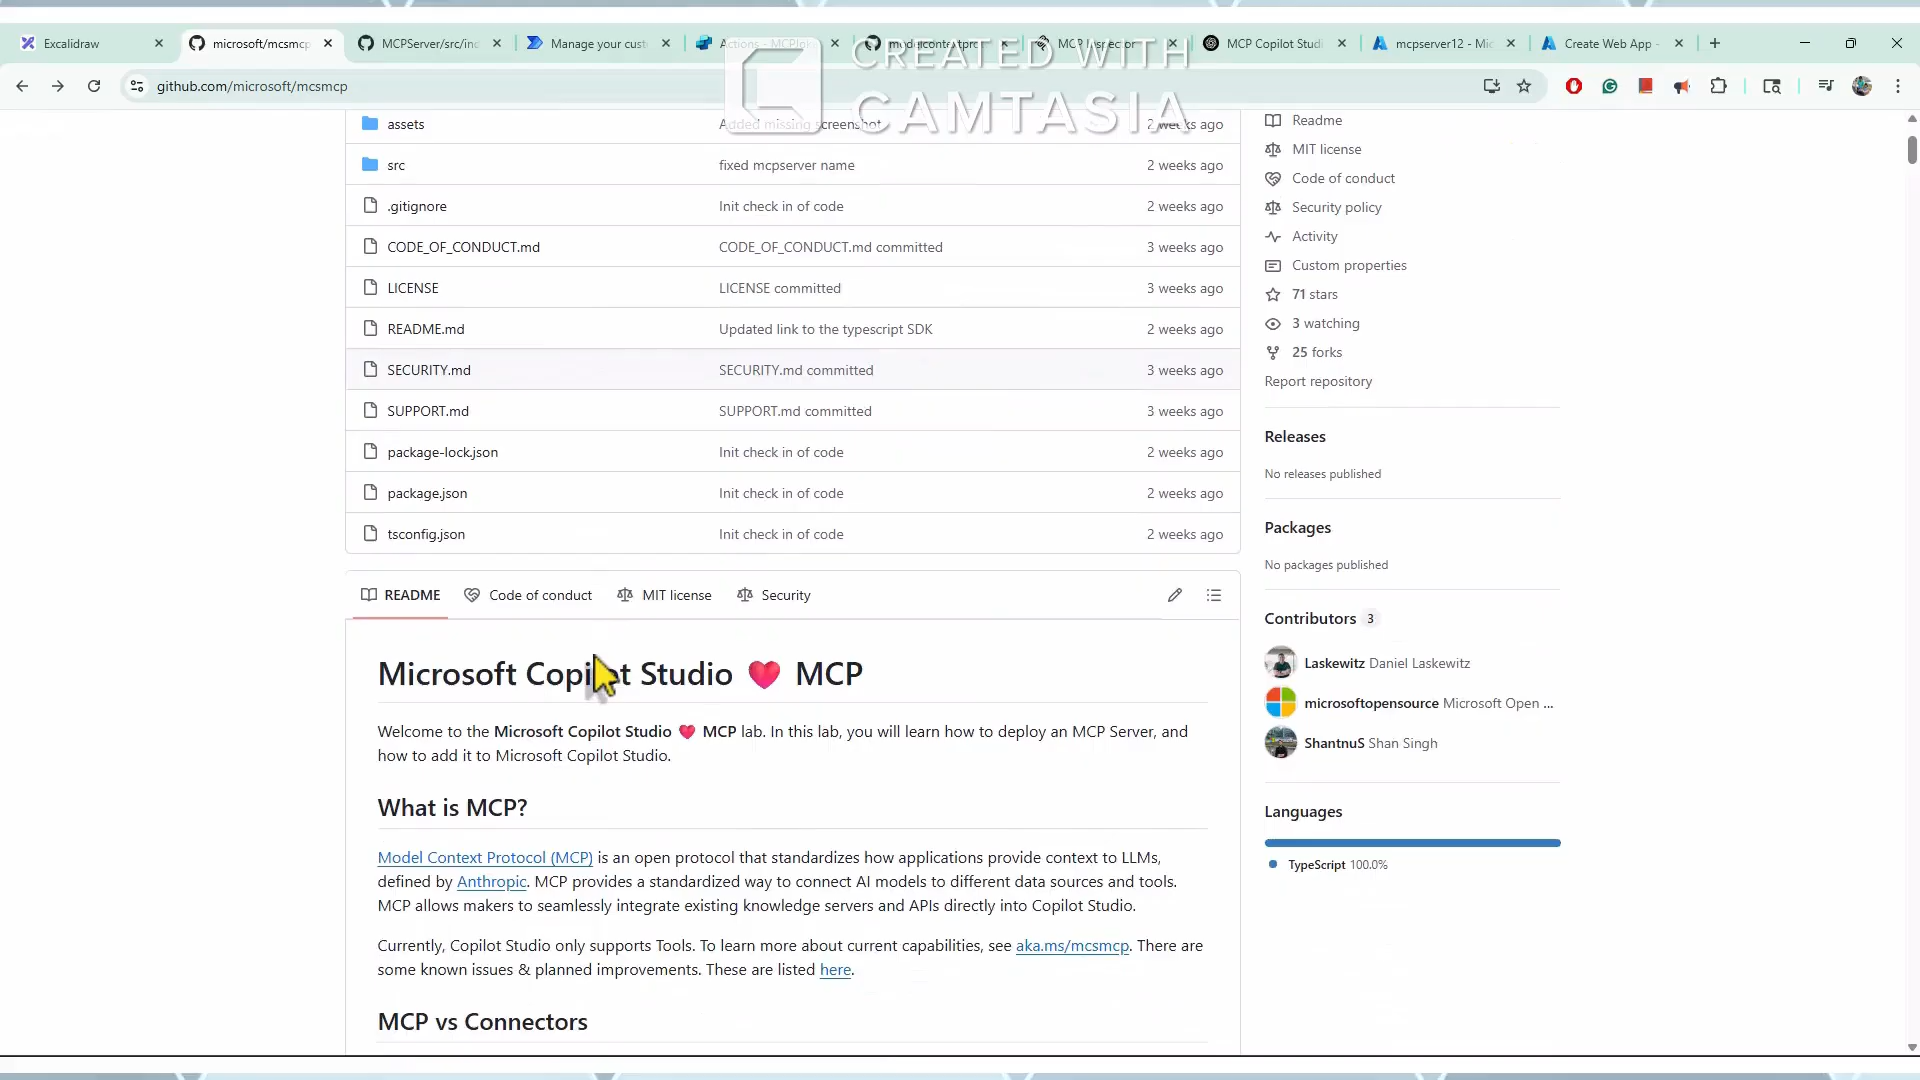 Excalidraw
microsoft/mcsmcp
MCPServer/src/ind
Manage your cust
Actions - MCPJoke
modelcontextpro
MCP Inspector
MCP Copilot Studi
mcpserver12 - Mic
Create Web App -
CREATED WITH
CAMTASIA
github.com/microsoft/mcsmcp
assets
Added missing screenshot
2 weeks ago
src
fixed mcpserver name
2 weeks ago
.gitignore
Init check in of code
2 weeks ago
CODE_OF_CONDUCT.md
CODE_OF_CONDUCT.md committed
3 weeks ago
LICENSE
LICENSE committed
3 weeks ago
README.md
Updated link to the typescript SDK
2 weeks ago
SECURITY.md
SECURITY.md committed
3 weeks ago
SUPPORT.md
SUPPORT.md committed
3 weeks ago
package-lock.json
Init check in of code
2 weeks ago
package.json
Init check in of code
2 weeks ago
tsconfig.json
Init check in of code
2 weeks ago
README
Code of conduct
MIT license
Security
Microsoft Copilot Studio ❤️ MCP
Welcome to the Microsoft Copilot Studio ❤️ MCP lab. In this lab, you will learn how to deploy an MCP Server, and
how to add it to Microsoft Copilot Studio.
What is MCP?
Model Context Protocol (MCP) is an open protocol that standardizes how applications provide context to LLMs,
defined by Anthropic. MCP provides a standardized way to connect AI models to different data sources and tools.
MCP allows makers to seamlessly integrate existing knowledge servers and APIs directly into Copilot Studio.
Currently, Copilot Studio only supports Tools. To learn more about current capabilities, see aka.ms/mcsmcp. There are
some known issues & planned improvements. These are listed here.
MCP vs Connectors
Readme
MIT license
Code of conduct
Security policy
Activity
Custom properties
71 stars
3 watching
25 forks
Report repository
Releases
No releases published
Packages
No packages published
Contributors 3
Laskewitz Daniel Laskewitz
microsoftopensource Microsoft Open ...
ShantnuS Shan Singh
Languages
TypeScript 100.0%